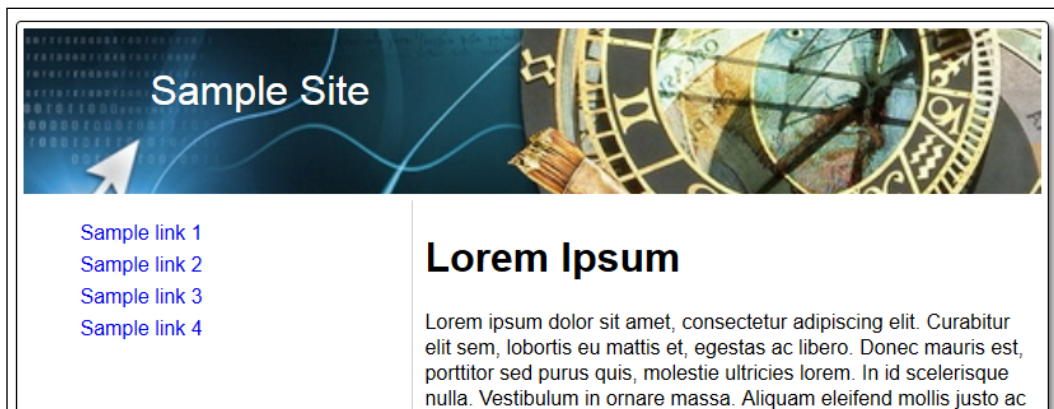 Sample Site
Sample link 1
Sample link 2
Sample link 3
Sample link 4
Lorem Ipsum
Lorem ipsum dolor sit amet, consectetur adipiscing elit. Curabitur
elit sem, lobortis eu mattis et, egestas ac libero. Donec mauris est,
porttitor sed purus quis, molestie ultricies lorem. In id scelerisque
nulla. Vestibulum in ornare massa. Aliquam eleifend mollis justo ac